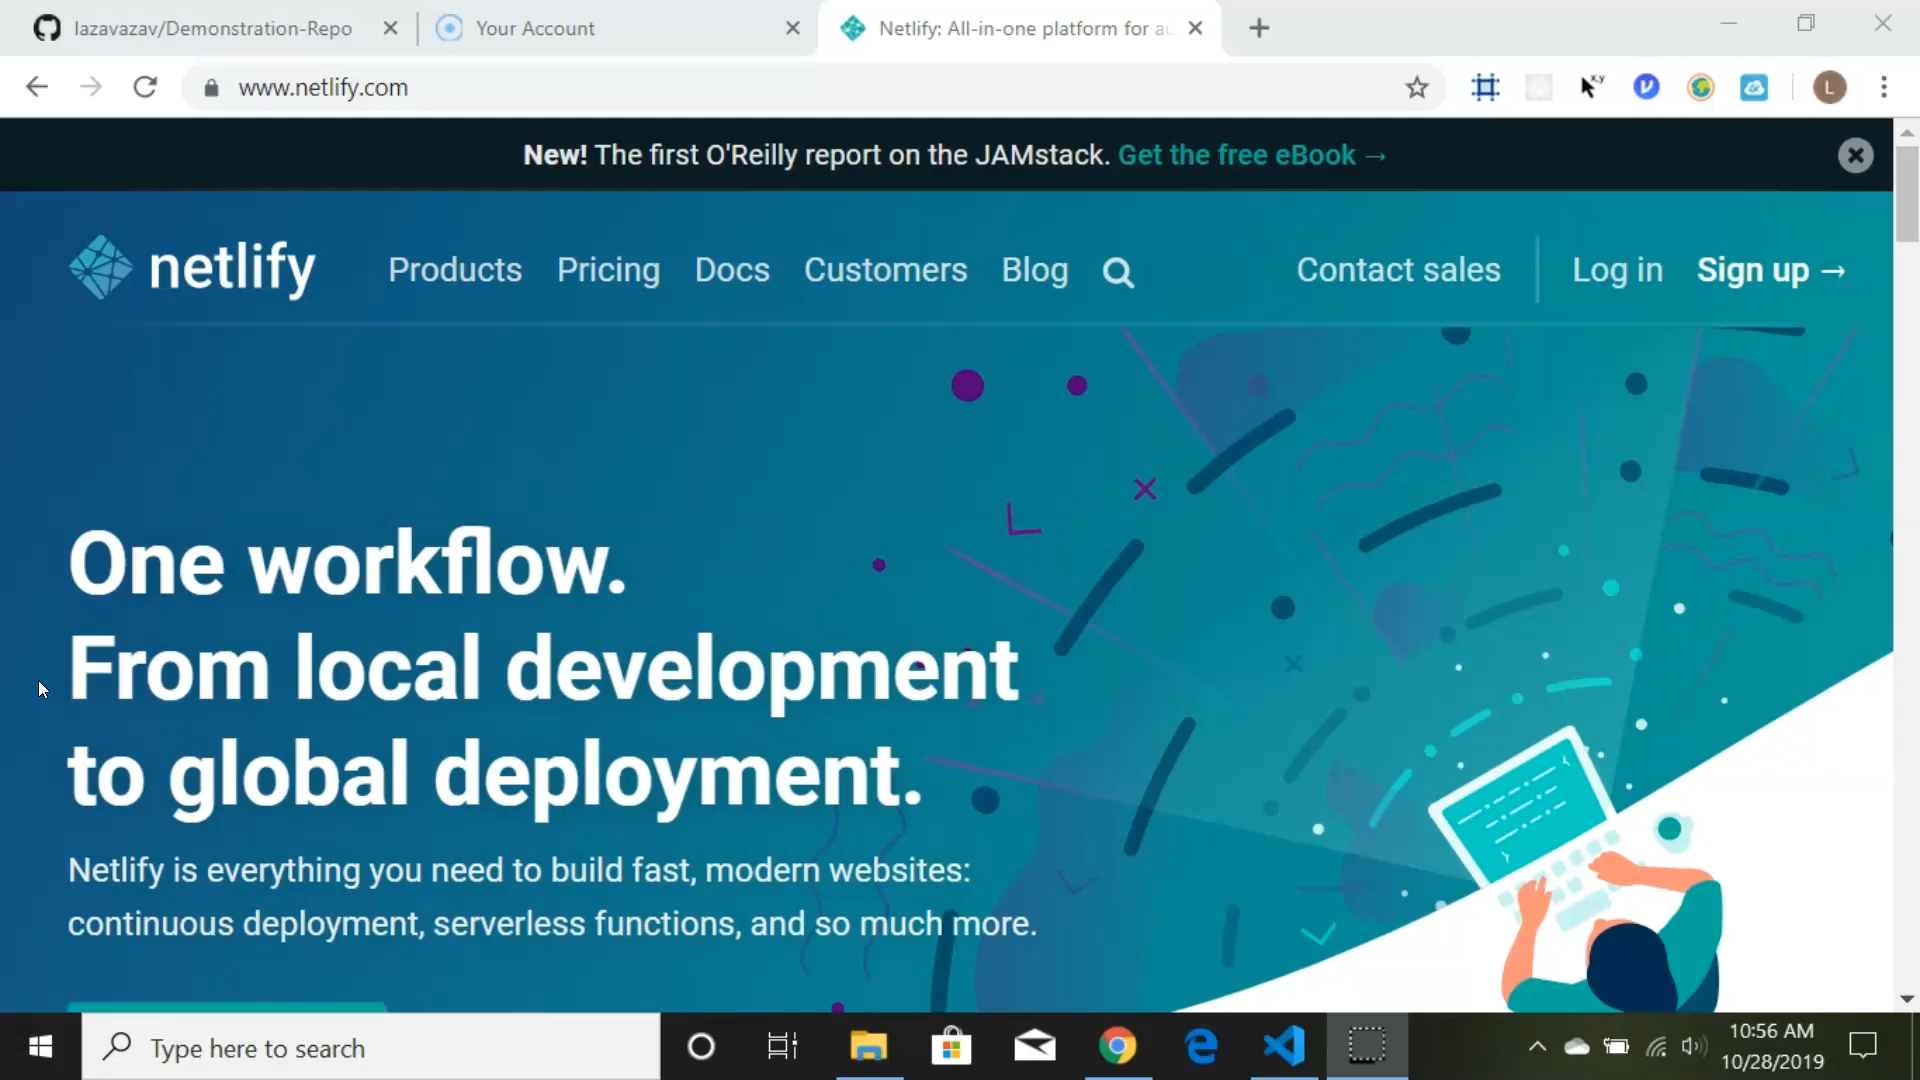 lazavazav/Demonstration-Repo
Your Account
Netlify: All-in-one platform for au
www.netlify.com
x,y
L
New! The first O'Reilly report on the JAMstack. Get the free eBook →
netlify
Products
Pricing
Docs
Customers
Blog
Contact sales
Log in
Sign up →
One workflow.
From local development
to global deployment.
Netlify is everything you need to build fast, modern websites:
continuous deployment, serverless functions, and so much more.
Type here to search
10:56 AM
10/28/2019